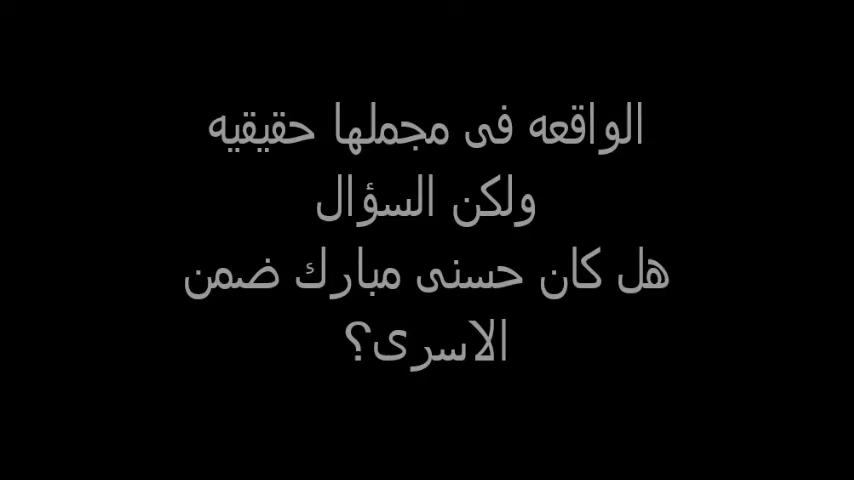 الواقعه فى مجملها حقيقيه
ولكن السؤال
هل كان حسنى مبارك ضمن
الاسرى؟